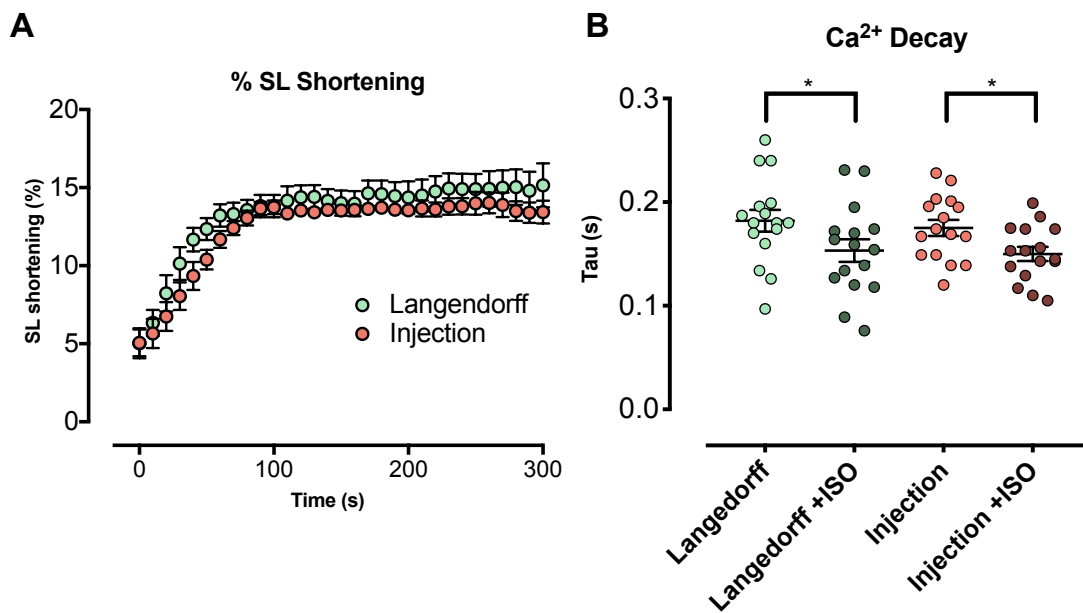 A
% SL Shortening
SL shortening (%)
20
15
10
5
0
Langendorff
Injection
0
100
200
300
Time (s)
B
Ca²⁺ Decay
*
*
Tau (s)
0.3
0.2
0.1
0.0
Langedorff
Langedorff +ISO
Injection
Injection +ISO